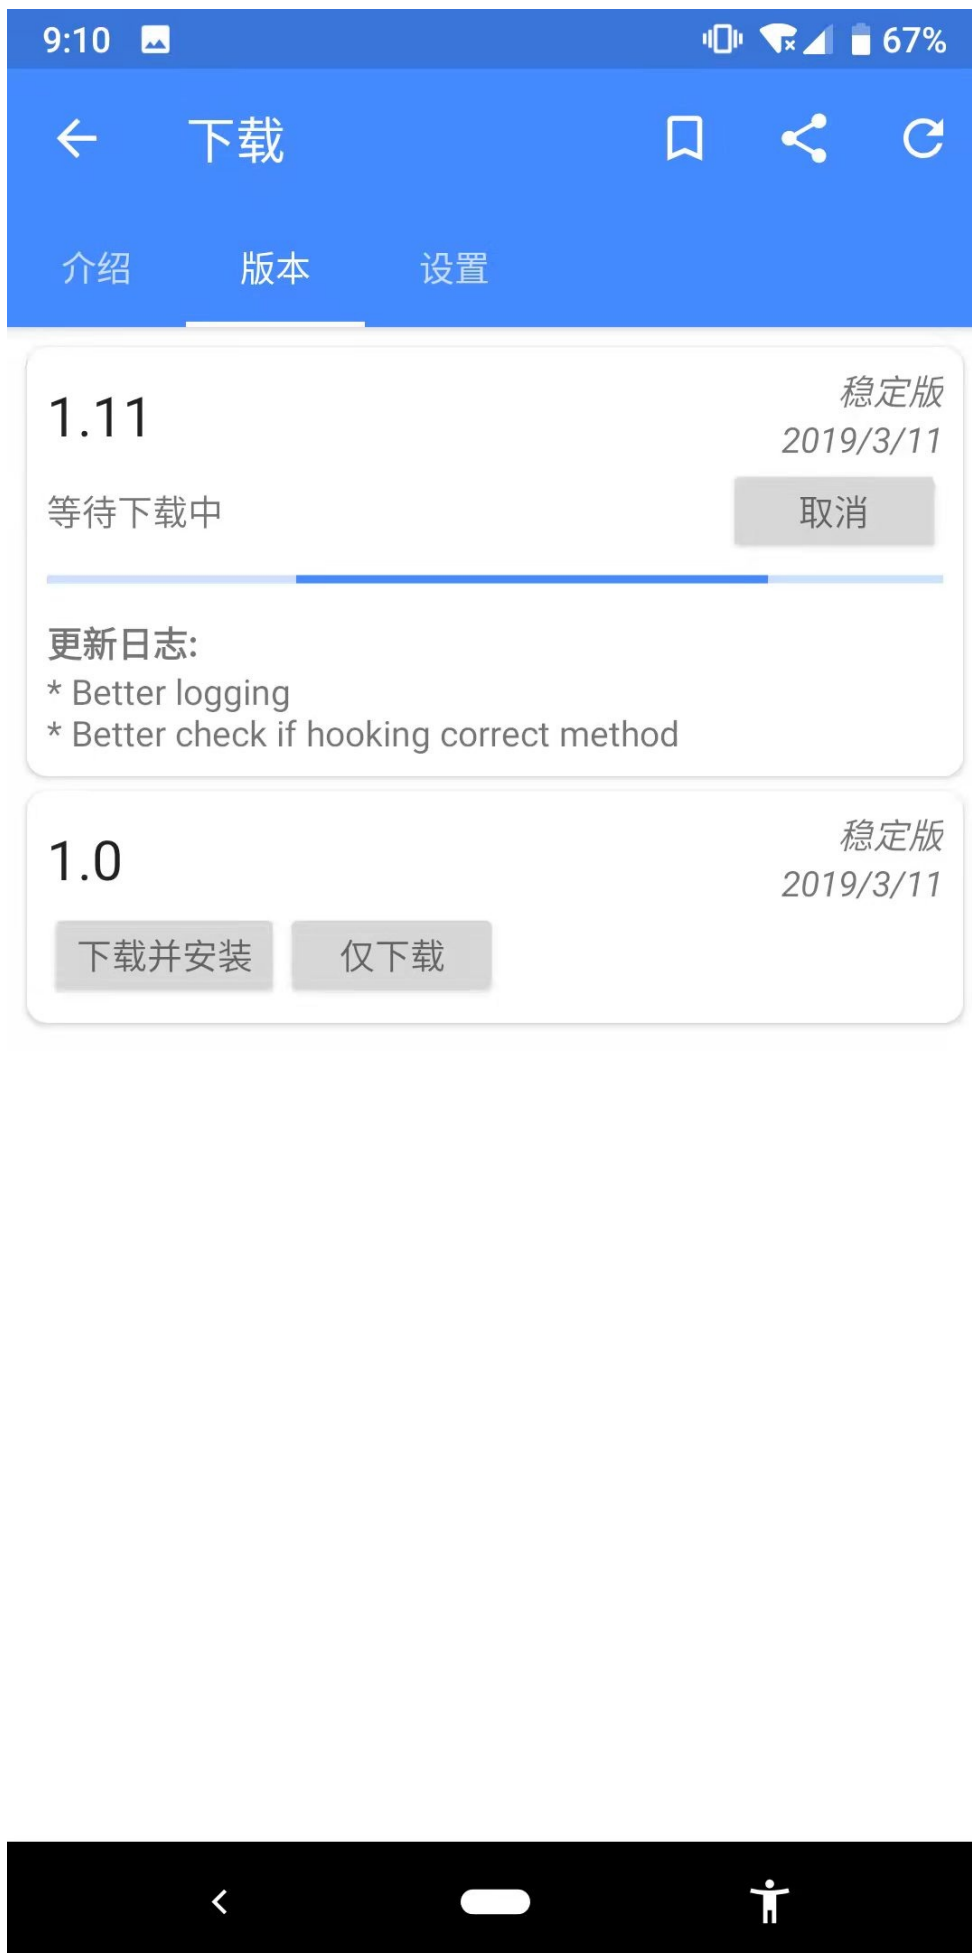 9:10
67%
下载
介绍
版本
设置
1.11
稳定版
2019/3/11
等待下载中
取消
更新日志:
* Better logging
* Better check if hooking correct method
1.0
稳定版
2019/3/11
下载并安装
仅下载